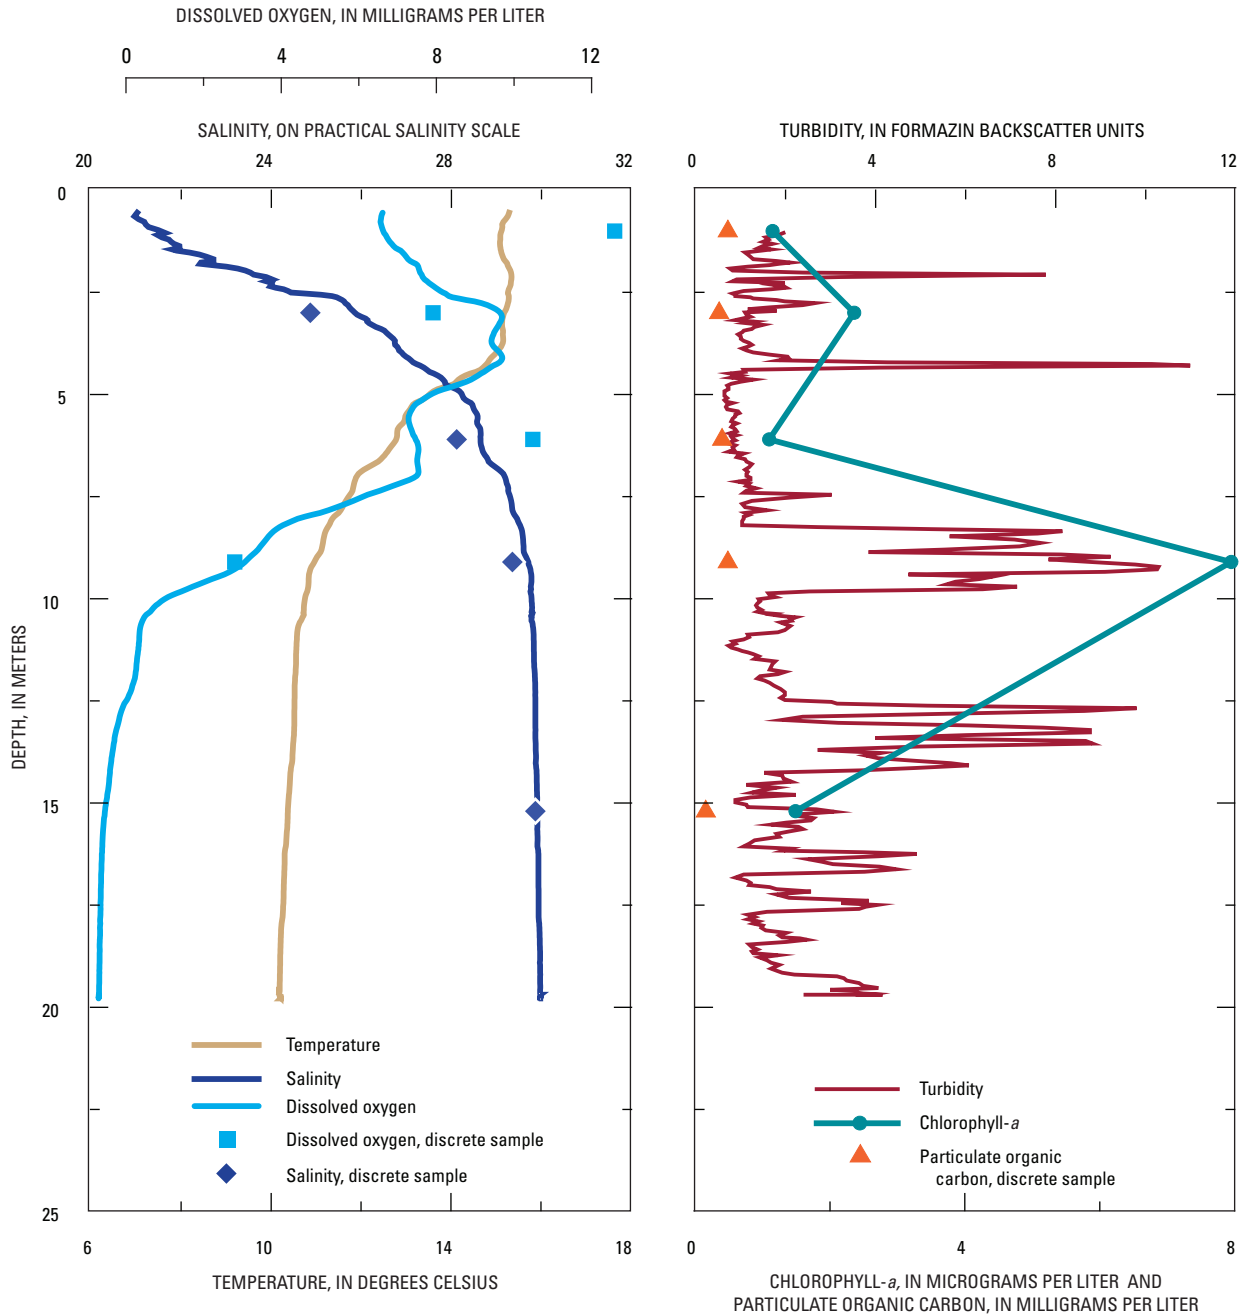 DISSOLVED OXYGEN, IN MILLIGRAMS PER LITER
0 4 8 12
SALINITY, ON PRACTICAL SALINITY SCALE
20 24 28 32
0
5
10
15
20
25
DEPTH, IN METERS
Temperature
Salinity
Dissolved oxygen
Dissolved oxygen, discrete sample
Salinity, discrete sample
6 10 14 18
TEMPERATURE, IN DEGREES CELSIUS
TURBIDITY, IN FORMAZIN BACKSCATTER UNITS
0 4 8 12
Turbidity
Chlorophyll-a
Particulate organic
carbon, discrete sample
0 4 8
CHLOROPHYLL-a, IN MICROGRAMS PER LITER AND
PARTICULATE ORGANIC CARBON, IN MILLIGRAMS PER LITER